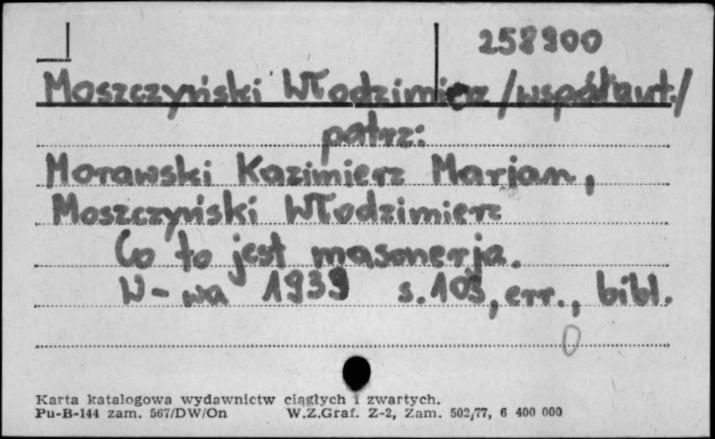 258900
Moszczyński Włodzimierz /współaut./
patrz:
Morawski Kazimierz Marian,
Moszczyński Włodzimierz
Co to jest masonerja.
W-wa 1939 s. 103, err., bibl.
0
Karta katalogowa wydawnictw ciągłych i zwartych.
Pu-B-144 zam. 567/DW/On W.Z.Graf. Z-2, Zam. 502/77, 6 400 000